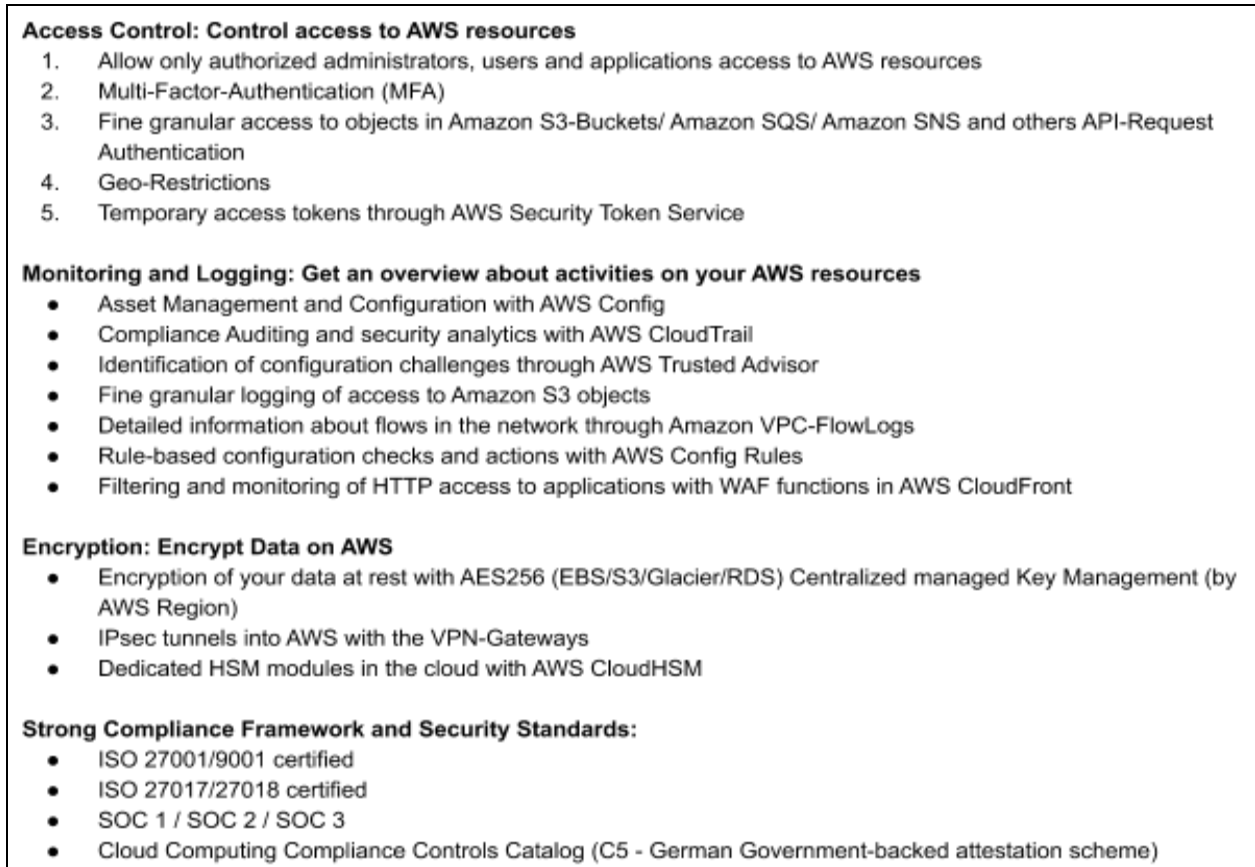 Access Control: Control access to AWS resources
1. Allow only authorized administrators, users and applications access to AWS resources
2. Multi-Factor-Authentication (MFA)
3. Fine granular access to objects in Amazon S3-Buckets/ Amazon SQS/ Amazon SNS and others API-Request
Authentication
4. Geo-Restrictions
5. Temporary access tokens through AWS Security Token Service
Monitoring and Logging: Get an overview about activities on your AWS resources
● Asset Management and Configuration with AWS Config
● Compliance Auditing and security analytics with AWS CloudTrail
● Identification of configuration challenges through AWS Trusted Advisor
● Fine granular logging of access to Amazon S3 objects
● Detailed information about flows in the network through Amazon VPC-FlowLogs
● Rule-based configuration checks and actions with AWS Config Rules
● Filtering and monitoring of HTTP access to applications with WAF functions in AWS CloudFront
Encryption: Encrypt Data on AWS
● Encryption of your data at rest with AES256 (EBS/S3/Glacier/RDS) Centralized managed Key Management (by
AWS Region)
● IPsec tunnels into AWS with the VPN-Gateways
● Dedicated HSM modules in the cloud with AWS CloudHSM
Strong Compliance Framework and Security Standards:
● ISO 27001/9001 certified
● ISO 27017/27018 certified
● SOC 1 / SOC 2 / SOC 3
● Cloud Computing Compliance Controls Catalog (C5 - German Government-backed attestation scheme)